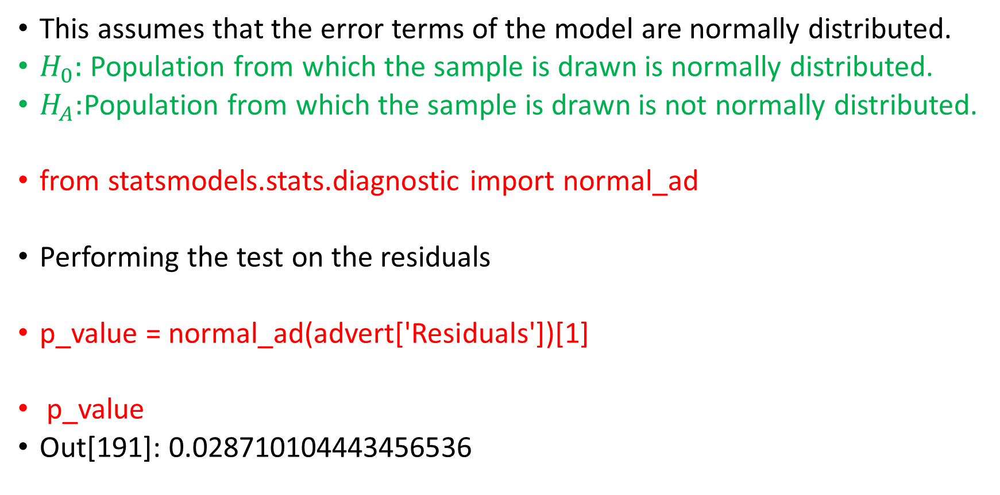 • This assumes that the error terms of the model are normally distributed.
• H₀: Population from which the sample is drawn is normally distributed.
• H_A:Population from which the sample is drawn is not normally distributed.
• from statsmodels.stats.diagnostic import normal_ad
• Performing the test on the residuals
• p_value = normal_ad(advert['Residuals'])[1]
• p_value
• Out[191]: 0.028710104443456536